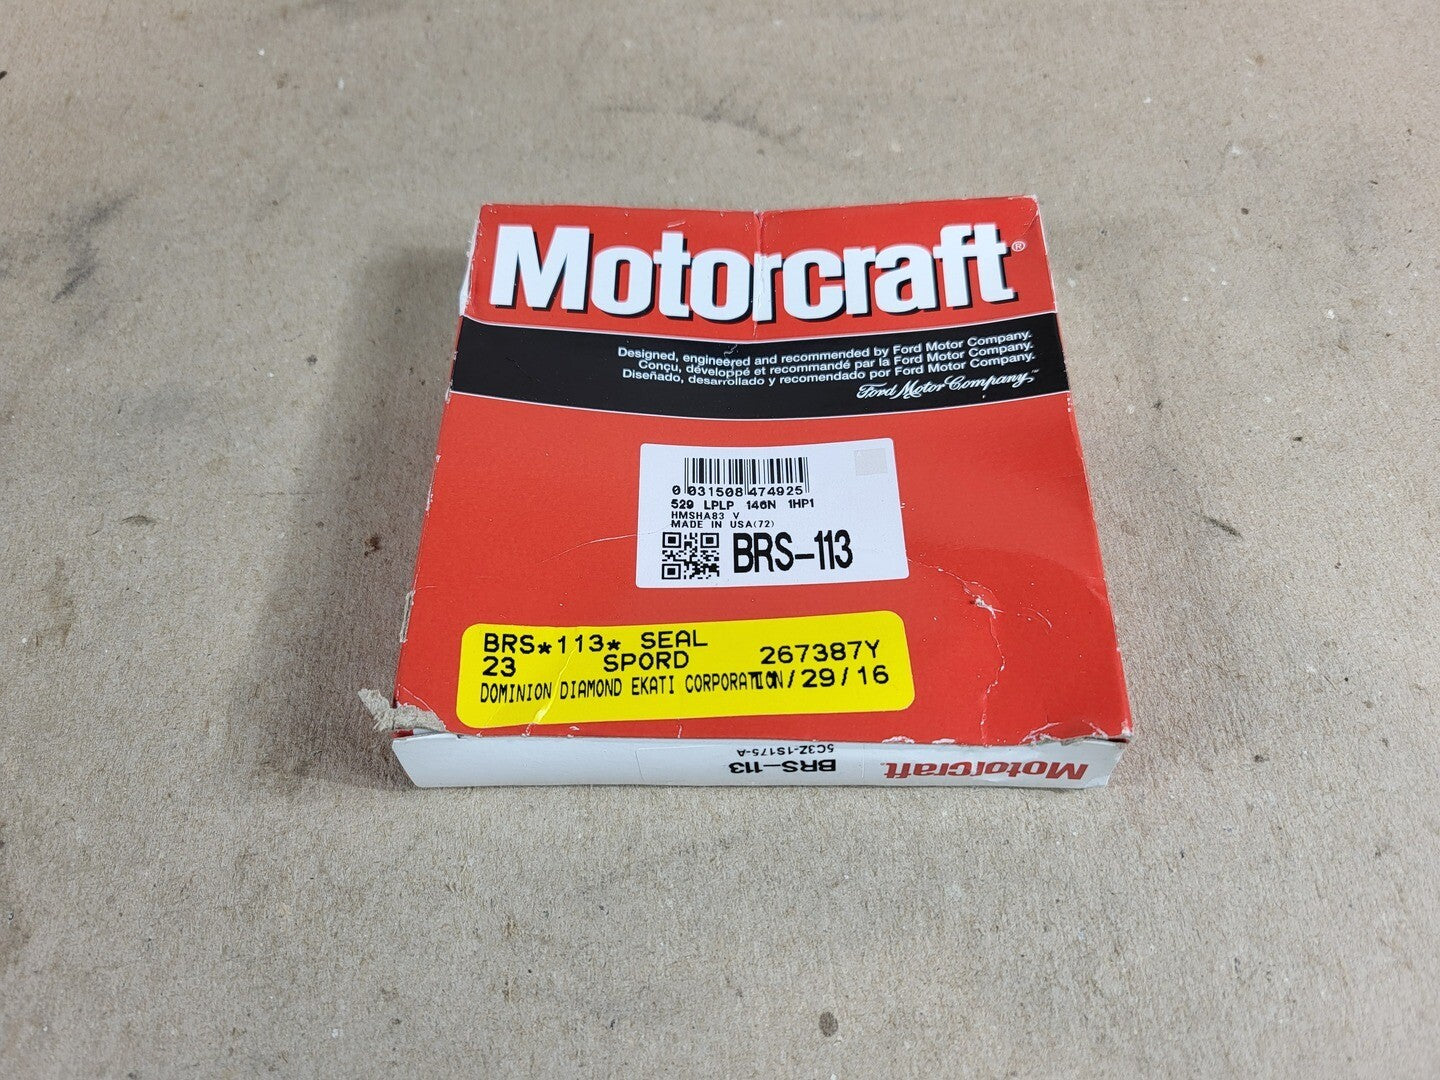 Motorcraft®
Designed, engineered and recommended by Ford Motor Company.
Conçu, développé et recommandé par la Ford Motor Company.
Diseñado, desarrollado y recomendado por Ford Motor Company.
Ford Motor Company,™
0 031508 474925
529 LPLP 146N 1HP1
HMSHA83 V
MADE IN USA(72)
BRS-113
BRS*113* SEAL
23 SPORD 267387Y
DOMINION DIAMOND EKATI CORPORATION /29/16
5C3Z-1S175-A
BRS-113
Motorcraft.